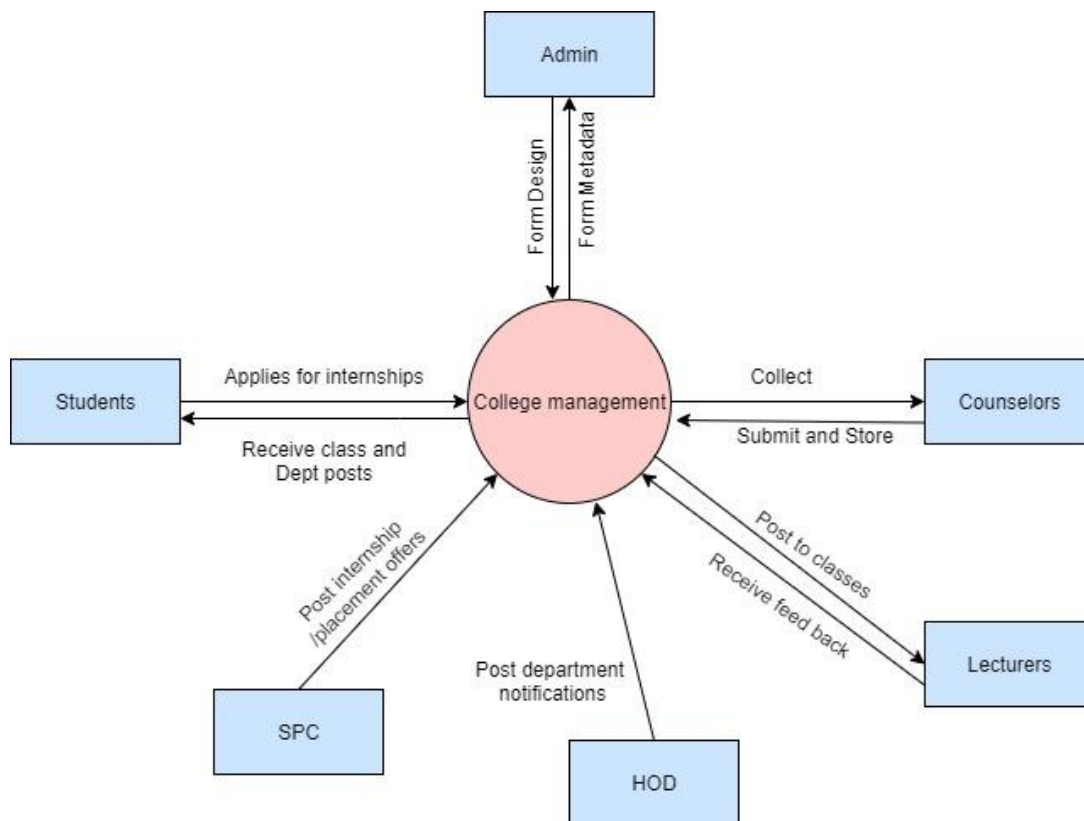 Admin
Form Design
Form Metadata
Students
Applies for internships
College management
Collect
Counselors
Submit and Store
Receive class and
Dept posts
Post internship
/placement offers
Post to classes
Receive feed back
Lecturers
Post department
notifications
SPC
HOD